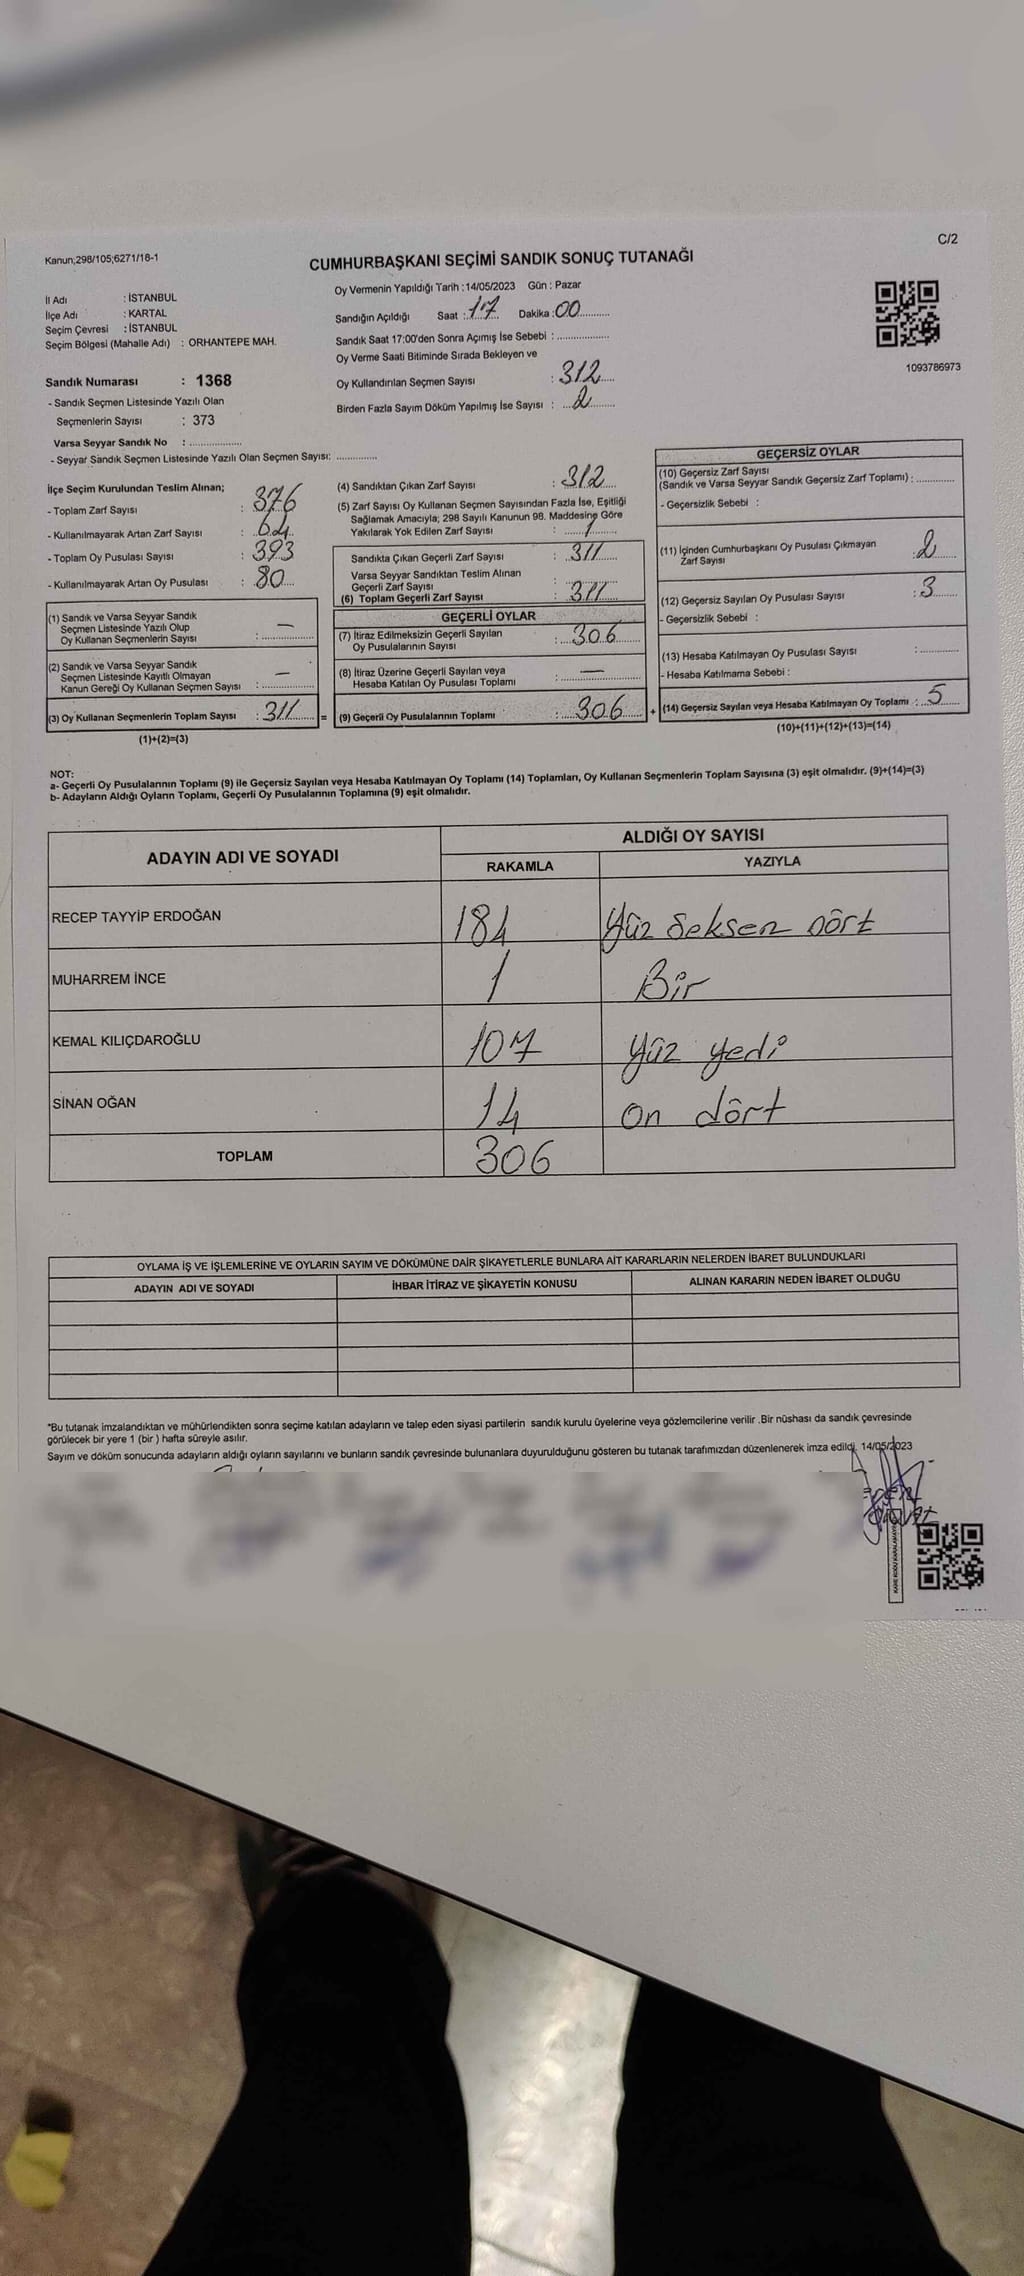 C/2
Kanun;298/105;6271/18-1
CUMHURBAŞKANI SEÇİMİ SANDIK SONUÇ TUTANAĞI
Oy Vermenin Yapıldığı Tarih :14/05/2023 Gün : Pazar
İl Adı : İSTANBUL
İlçe Adı : KARTAL
Seçim Çevresi : İSTANBUL
Seçim Bölgesi (Mahalle Adı) : ORHANTEPE MAH.
Sandığın Açıldığı Saat : 17 Dakika : 00
Sandık Saat 17:00'den Sonra Açımış İse Sebebi :
Oy Verme Saati Bitiminde Sırada Bekleyen ve
Oy Kullandırılan Seçmen Sayısı : 312
Birden Fazla Sayım Döküm Yapılmış İse Sayısı : 2
1093786973
Sandık Numarası : 1368
- Sandık Seçmen Listesinde Yazılı Olan
Seçmenlerin Sayısı : 373
Varsa Seyyar Sandık No :
- Seyyar Sandık Seçmen Listesinde Yazılı Olan Seçmen Sayısı:
İlçe Seçim Kurulundan Teslim Alınan;
- Toplam Zarf Sayısı : 376
- Kullanılmayarak Artan Zarf Sayısı : 64
- Toplam Oy Pusulası Sayısı : 393
- Kullanılmayarak Artan Oy Pusulası : 80
(1) Sandık ve Varsa Seyyar Sandık
Seçmen Listesinde Yazılı Olup
Oy Kullanan Seçmenlerin Sayısı : —
(2) Sandık ve Varsa Seyyar Sandık
Seçmen Listesinde Kayıtlı Olmayan
Kanun Gereği Oy Kullanan Seçmen Sayısı : —
(3) Oy Kullanan Seçmenlerin Toplam Sayısı : 311 =
(1)+(2)=(3)
(4) Sandıktan Çıkan Zarf Sayısı : 312
(5) Zarf Sayısı Oy Kullanan Seçmen Sayısından Fazla İse, Eşitliği
Sağlamak Amacıyla; 298 Sayılı Kanunun 98. Maddesine Göre
Yakılarak Yok Edilen Zarf Sayısı : 1
Sandıkta Çıkan Geçerli Zarf Sayısı : 311
Varsa Seyyar Sandıktan Teslim Alınan
Geçerli Zarf Sayısı :
(6) Toplam Geçerli Zarf Sayısı : 311
GEÇERLİ OYLAR
(7) İtiraz Edilmeksizin Geçerli Sayılan
Oy Pusulalarının Sayısı : 306
(8) İtiraz Üzerine Geçerli Sayılan veya
Hesaba Katılan Oy Pusulası Toplamı : —
(9) Geçerli Oy Pusulalarının Toplamı : 306 +
GEÇERSİZ OYLAR
(10) Geçersiz Zarf Sayısı
(Sandık ve Varsa Seyyar Sandık Geçersiz Zarf Toplamı) :
- Geçersizlik Sebebi :
(11) İçinden Cumhurbaşkanı Oy Pusulası Çıkmayan
Zarf Sayısı : 2
(12) Geçersiz Sayılan Oy Pusulası Sayısı : 3
- Geçersizlik Sebebi :
(13) Hesaba Katılmayan Oy Pusulası Sayısı :
- Hesaba Katılmama Sebebi :
(14) Geçersiz Sayılan veya Hesaba Katılmayan Oy Toplamı : 5
(10)+(11)+(12)+(13)=(14)
NOT:
a- Geçerli Oy Pusulalarının Toplamı (9) ile Geçersiz Sayılan veya Hesaba Katılmayan Oy Toplamı (14) Toplamları, Oy Kullanan Seçmenlerin Toplam Sayısına (3) eşit olmalıdır. (9)+(14)=(3)
b- Adayların Aldığı Oyların Toplamı, Geçerli Oy Pusulalarının Toplamına (9) eşit olmalıdır.
ADAYIN ADI VE SOYADI ALDIĞI OY SAYISI
RAKAMLA YAZIYLA
RECEP TAYYİP ERDOĞAN 184 Yüz Seksen Dört
MUHARREM İNCE 1 Bir
KEMAL KILIÇDAROĞLU 107 Yüz yedi
SİNAN OĞAN 14 on dört
TOPLAM 306
OYLAMA İŞ VE İŞLEMLERİNE VE OYLARIN SAYIM VE DÖKÜMÜNE DAİR ŞİKAYETLERLE BUNLARA AİT KARARLARIN NELERDEN İBARET BULUNDUKLARI
ADAYIN ADI VE SOYADI İHBAR İTİRAZ VE ŞİKAYETİN KONUSU ALINAN KARARIN NEDEN İBARET OLDUĞU
*Bu tutanak imzalandıktan ve mühürlendikten sonra seçime katılan adayların ve talep eden siyasi partilerin sandık kurulu üyelerine veya gözlemcilerine verilir .Bir nüshası da sandık çevresinde
görülecek bir yere 1 (bir ) hafta süreyle asılır.
Sayım ve döküm sonucunda adayların aldığı oyların sayılarını ve bunların sandık çevresinde bulunanlara duyurulduğunu gösteren bu tutanak tarafımızdan düzenlenerek imza edildi. 14/05/2023